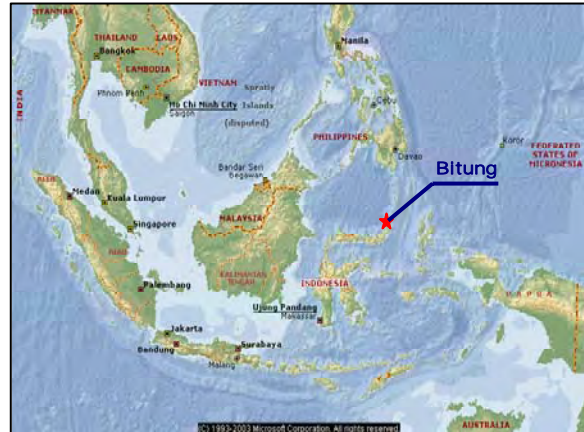 MYANMAR
THAILAND
LAOS
Bangkok
CAMBODIA
Phnom Penh
VIETNAM
Ho Chi Minh City
Saigon
Spratly
Islands
(disputed)
Manila
Cebu
PHILIPPINES
Davao
Koror
FEDERATED
STATES OF
MICRONESIA
INDIA
Bandar Seri
Begawan
Bitung
Medan
Kuala Lumpur
MALAYSIA
Singapore
RIAU
KALIMANTAN
TENGAH
INDONESIA
PAPUA
Palembang
Ujung Pandang
Makassar
Jakarta
Bandung
Surabaya
Malang
AUSTRALIA
(C) 1993-2003 Microsoft Corporation. All rights reserved.